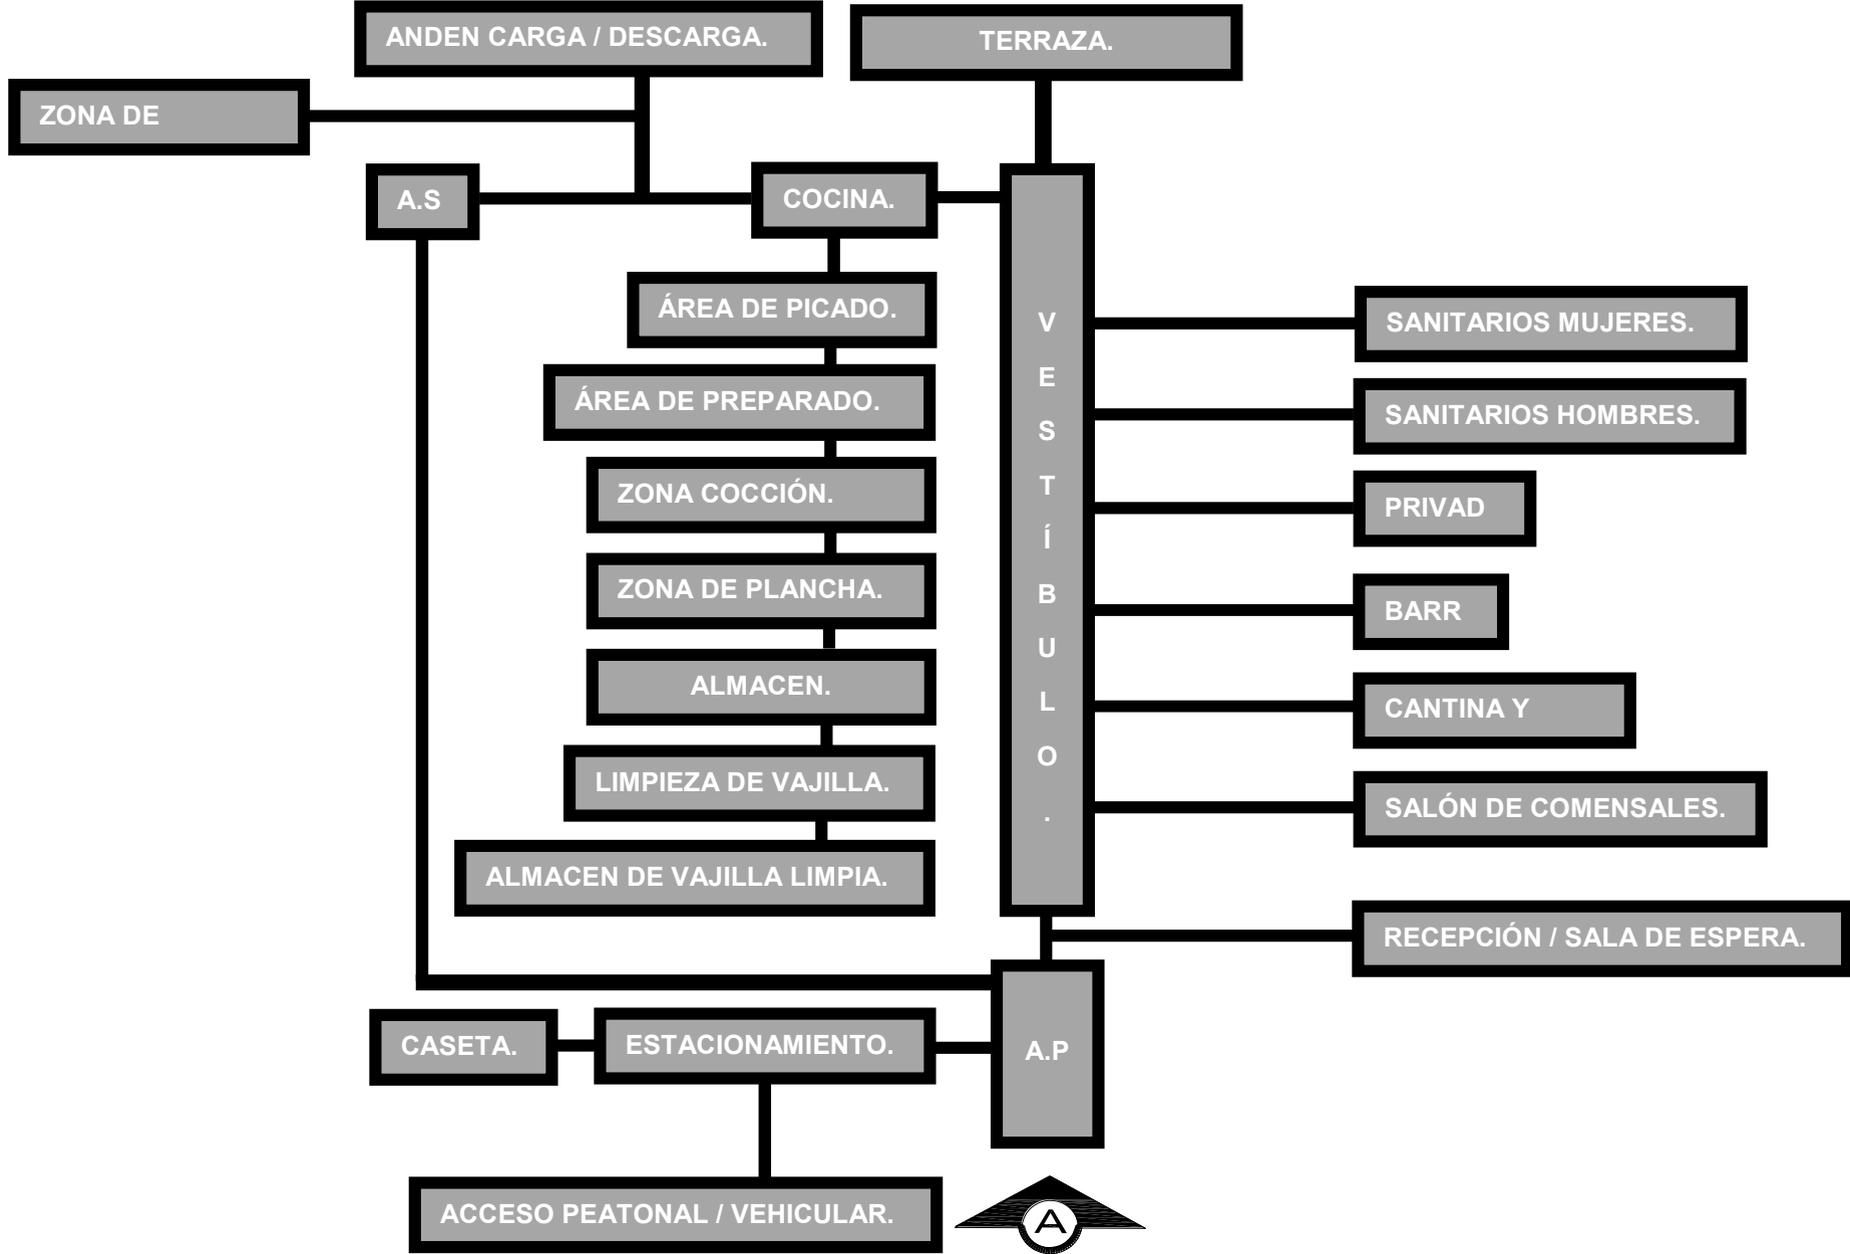 ANDEN CARGA / DESCARGA.
TERRAZA.
ZONA DE
A.S
COCINA.
ÁREA DE PICADO.
ÁREA DE PREPARADO.
ZONA COCCIÓN.
ZONA DE PLANCHA.
ALMACEN.
LIMPIEZA DE VAJILLA.
ALMACEN DE VAJILLA LIMPIA.
V
E
S
T
Í
B
U
L
O
.
SANITARIOS MUJERES.
SANITARIOS HOMBRES.
PRIVAD
BARR
CANTINA Y
SALÓN DE COMENSALES.
RECEPCIÓN / SALA DE ESPERA.
CASETA.
ESTACIONAMIENTO.
A.P
ACCESO PEATONAL / VEHICULAR.
A